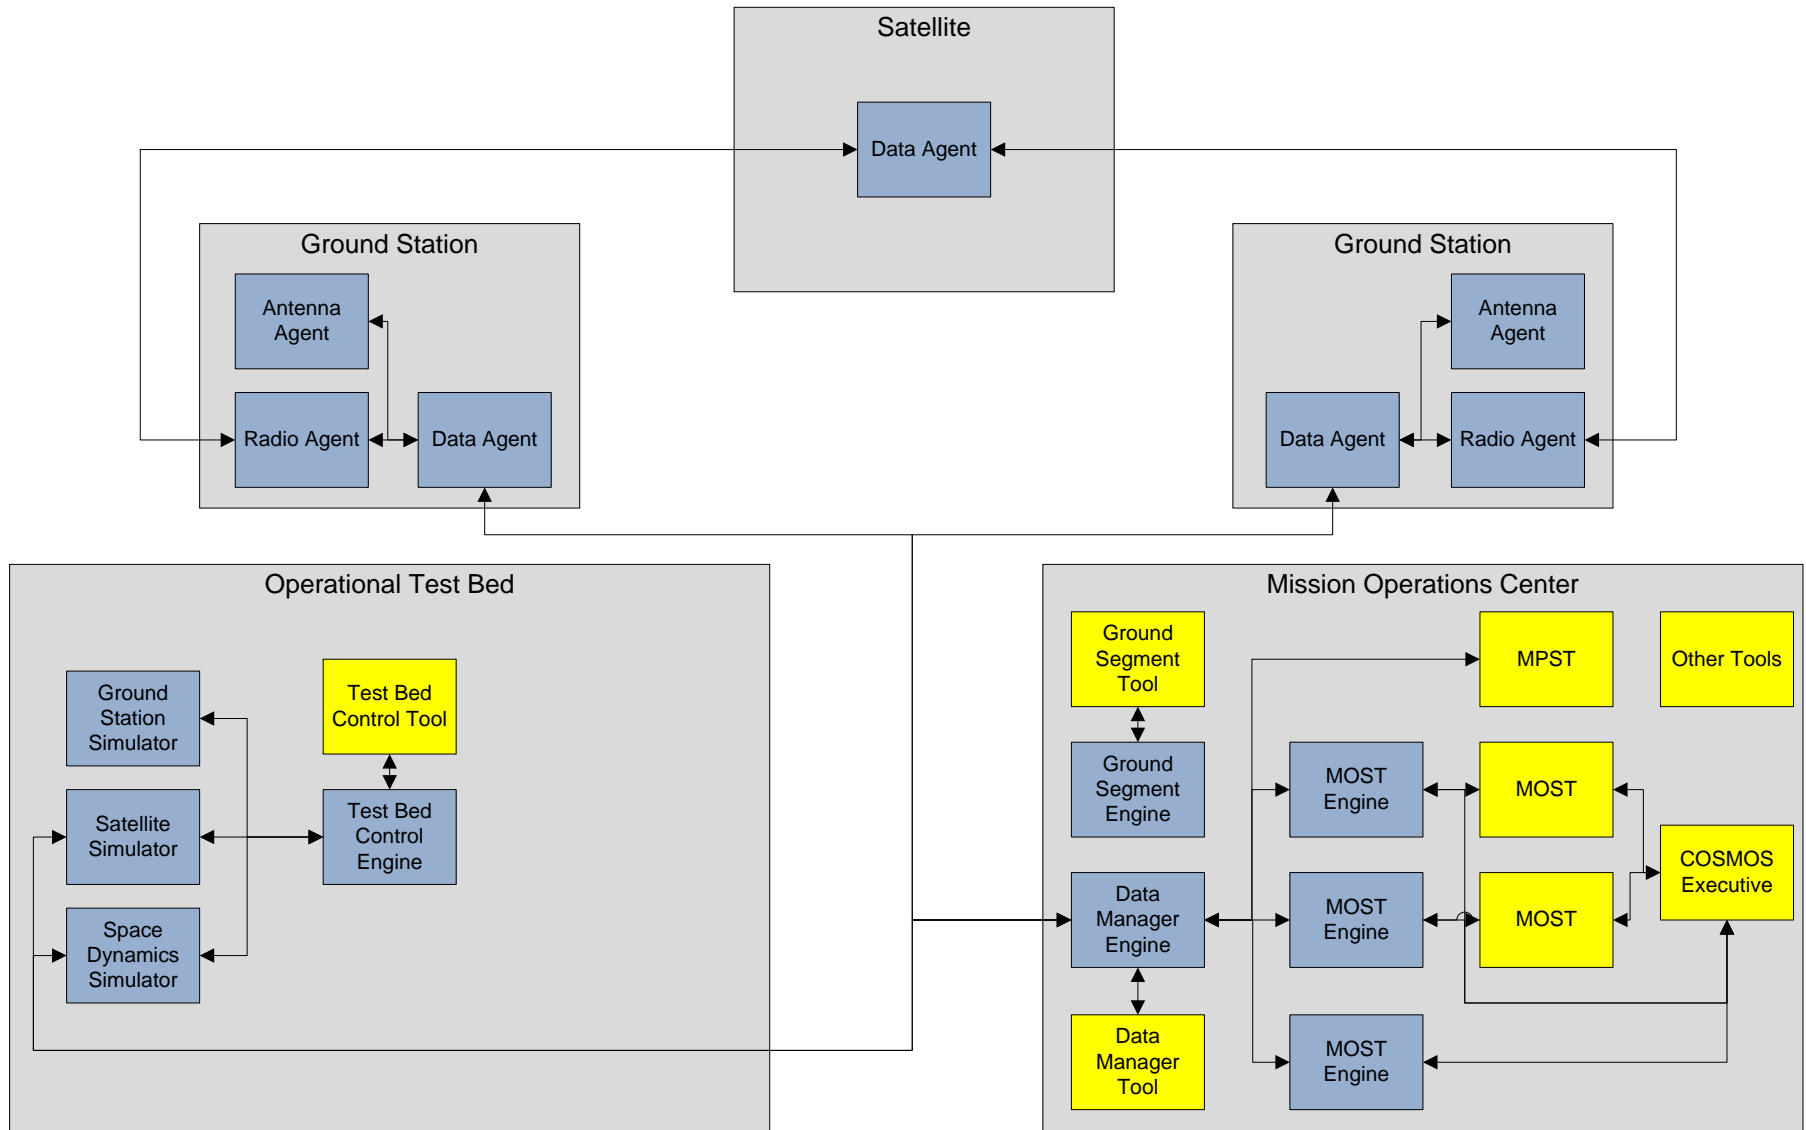 Satellite
Data Agent
Ground Station
Antenna
Agent
Radio Agent
Data Agent
Ground Station
Antenna
Agent
Data Agent
Radio Agent
Operational Test Bed
Ground
Station
Simulator
Test Bed
Control Tool
Satellite
Simulator
Test Bed
Control
Engine
Space
Dynamics
Simulator
Mission Operations Center
Ground
Segment
Tool
MPST
Other Tools
Ground
Segment
Engine
MOST
Engine
MOST
COSMOS
Executive
Data
Manager
Engine
MOST
Engine
MOST
Data
Manager
Tool
MOST
Engine